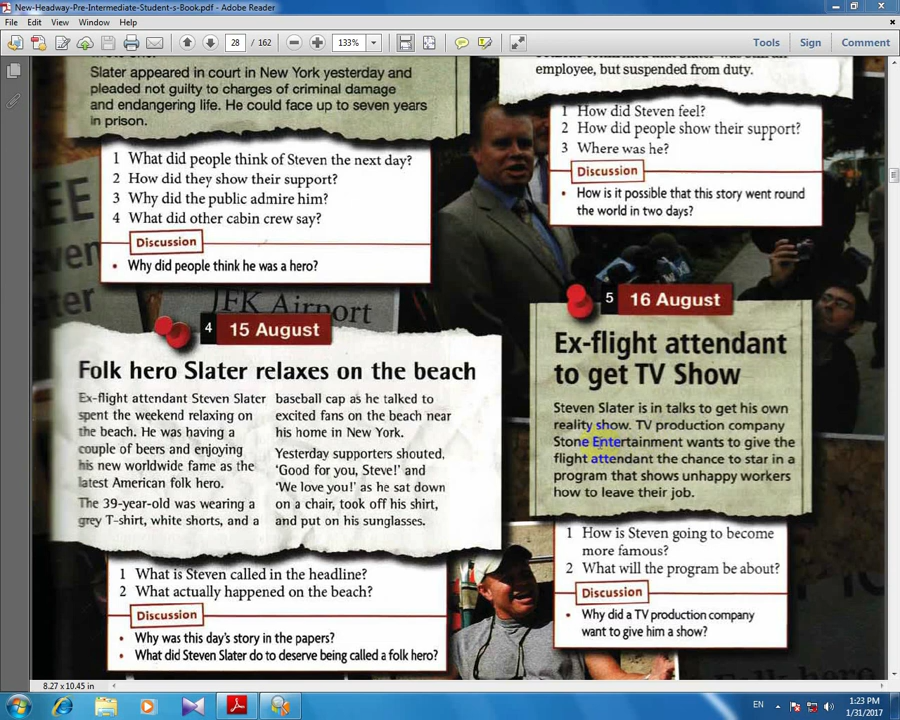 New-Headway-Pre-Intermediate-Student-s-Book.pdf - Adobe Reader
File Edit View Window Help
28 / 162 133% Tools Sign Comment
Slater appeared in court in New York yesterday and
pleaded not guilty to charges of criminal damage
and endangering life. He could face up to seven years
in prison.
1 What did people think of Steven the next day?
2 How did they show their support?
3 Why did the public admire him?
4 What did other cabin crew say?
Discussion
• Why did people think he was a hero?
employee, but suspended from duty.
1 How did Steven feel?
2 How did people show their support?
3 Where was he?
Discussion
• How is it possible that this story went round
the world in two days?
JFK Airport
4 15 August
Folk hero Slater relaxes on the beach
Ex-flight attendant Steven Slater
spent the weekend relaxing on
the beach. He was having a
couple of beers and enjoying
his new worldwide fame as the
latest American folk hero.
The 39-year-old was wearing a
grey T-shirt, white shorts, and a
baseball cap as he talked to
excited fans on the beach near
his home in New York.
Yesterday supporters shouted,
'Good for you, Steve!' and
'We love you!' as he sat down
on a chair, took off his shirt,
and put on his sunglasses.
1 What is Steven called in the headline?
2 What actually happened on the beach?
Discussion
• Why was this day's story in the papers?
• What did Steven Slater do to deserve being called a folk hero?
5 16 August
Ex-flight attendant
to get TV Show
Steven Slater is in talks to get his own
reality show. TV production company
Stone Entertainment wants to give the
flight attendant the chance to star in a
program that shows unhappy workers
how to leave their job.
1 How is Steven going to become
more famous?
2 What will the program be about?
Discussion
• Why did a TV production company
want to give him a show?
8.27 x 10.45 in
EN 1:23 PM
1/31/2017